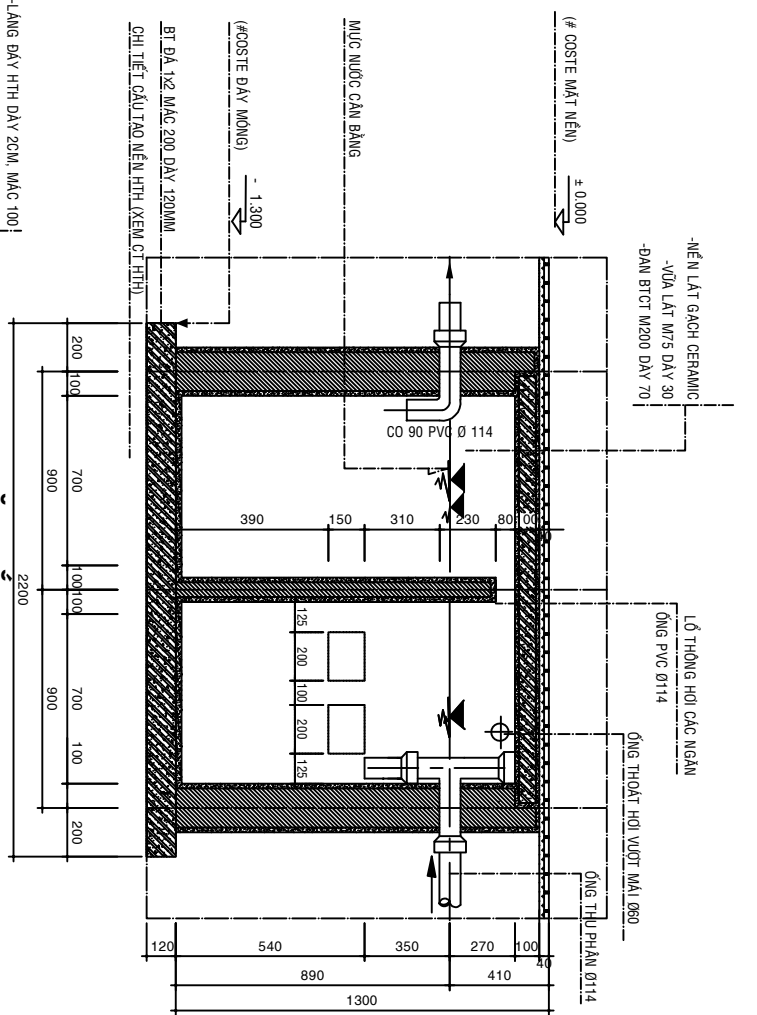 -NỀN LÁT GẠCH CERAMIC
-VỮA LÁT M75 DÀY 30
-ĐAN BTCT M200 DÀY 70
(# COSTE MẶT NỀN)
± 0.000
MỰC NƯỚC CÂN BẰNG
(#COSTE ĐÁY MÓNG)
- 1.300
BT ĐÁ 1x2 MÁC 200 DÀY 120MM
CHI TIẾT CẤU TẠO NỀN HTH (XEM CT HTH)
-LÁNG ĐÁY HTH DÀY 2CM, MÁC 100
LỔ THÔNG HƠI CÁC NGĂN
ỐNG PVC Ø114
ỐNG THOÁT HƠI VƯỢT MÁI Ø60
ỐNG THU PHÂN Ø114
CO 90 PVC Ø 114
390
150
310
230
80
125
200
100
200
125
200
100
700
100
100
700
100
200
900
900
2200
120
540
350
270
100
40
890
410
1300